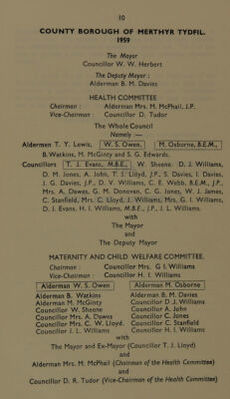 10
COUNTY BOROUGH OF MERTHYR TYDFIL.
1959
The Mayor
Councillor W. W. Herbert
The Deputy Mayor :
Alderman B. M. Davies
HEALTH COMMITTEE
Chairman : Alderman Mrs. M. McPhail, J.P.
Vice-Chairman : Councillor D. Tudor
The Whole Council
Namely —
Aldermen T. Y. Lewis, W. S. Owen, M. Osborne, B.E.M.,
B. Watkins, M. McGinty and S. G. Edwards.
Councillors T. J. Evans, M.B.E., W. Sheene, D. J. Williams,
D. M. Jones, A. John, T. J. Lloyd, J.P., S. Davies, I. Davies,
J. G. Davies, J.P., D. V. Williams, C. E. Webb, B.E.M., J.P.,
Mrs. A. Dawes, G. M. Donovan, C. G. Jones, W. J. James,
C. Stanfield, Mrs. C. Lloyd, J. Williams, Mrs. G. I. Williams,
D. J. Evans, H. I. Williams, M.B.E., J.P., J. L. Williams.
with
The Mayor
and
The Deputy Mayor
MATERNITY AND CHILD WELFARE COMMITTEE.
Chairman : Councillor Mrs. G I. Williams
Vice-Chairman : Councillor H. I. Williams
Alderman W. S. Owen Alderman M. Osborne
Alderman B. Watkins Alderman B. M. Davies
Alderman M. McGinty Councillor D. J. Williams
Councillor W. Sheene Councillor A. John
Councillor Mrs. A. Dawes Councillor C. Jones
Councillor Mrs. C. W. Lloyd. Councillor C. Stanfield
Councillor J. L. Williams Councillor H. I. Williams
with
The Mayor and Ex-Mayor (Councillor T. J. Lloyd)
and
Alderman Mrs. M. McPhail (Chairman of the Health Committee)
and
Councillor D. R. Tudor (Vice-Chairman of the Health Committee)